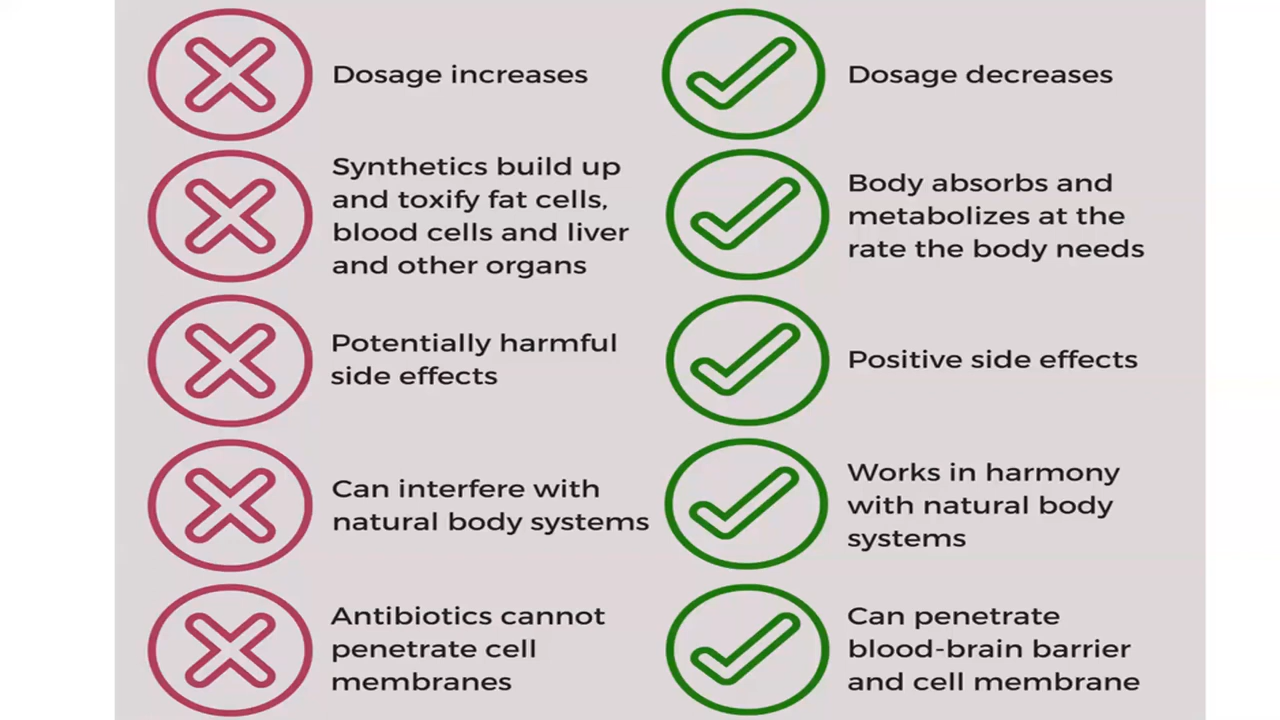 Dosage increases
Dosage decreases
Synthetics build up
and toxify fat cells,
blood cells and liver
and other organs
Body absorbs and
metabolizes at the
rate the body needs
Potentially harmful
side effects
Positive side effects
Can interfere with
natural body systems
Works in harmony
with natural body
systems
Antibiotics cannot
penetrate cell
membranes
Can penetrate
blood-brain barrier
and cell membrane